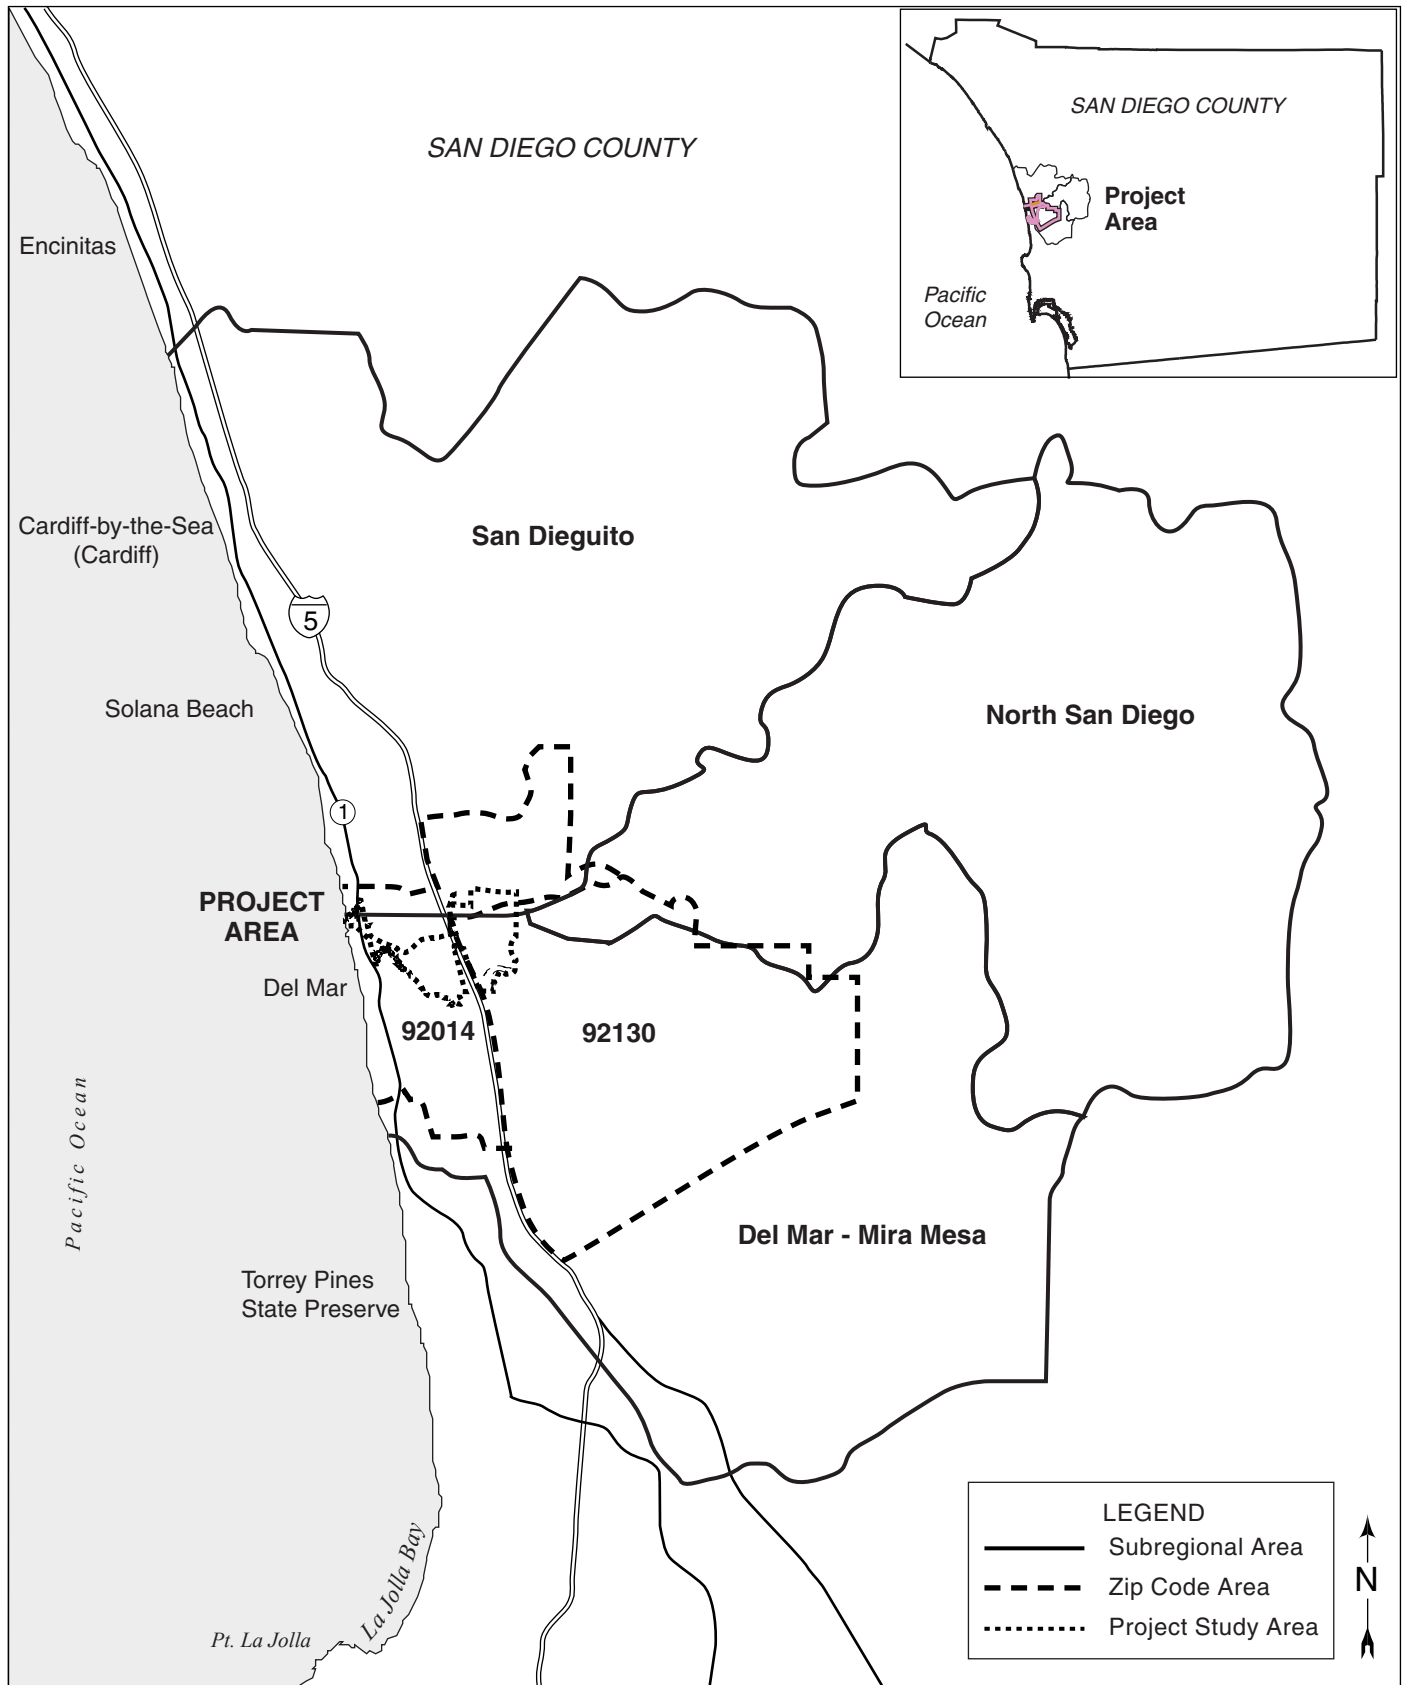 SAN DIEGO COUNTY
SAN DIEGO COUNTY
Project
Area
Pacific
Ocean
Encinitas
Cardiff-by-the-Sea
(Cardiff)
San Dieguito
5
Solana Beach
North San Diego
1
PROJECT
AREA
Del Mar
92014
92130
Pacific Ocean
Del Mar - Mira Mesa
Torrey Pines
State Preserve
La Jolla Bay
Pt. La Jolla
LEGEND
Subregional Area
Zip Code Area
Project Study Area
N